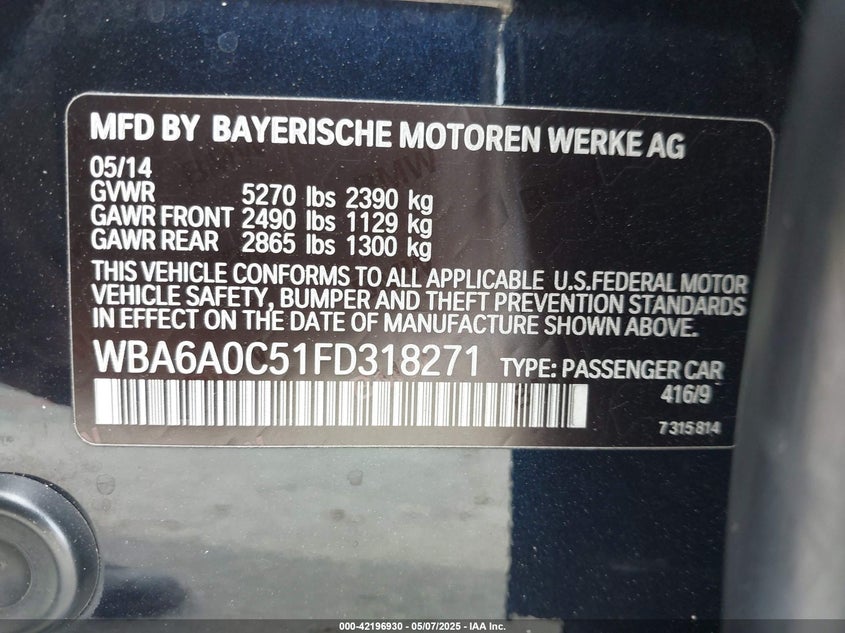 MFD BY BAYERISCHE MOTOREN WERKE AG
05/14
GVWR 5270 lbs 2390 kg
GAWR FRONT 2490 lbs 1129 kg
GAWR REAR 2865 lbs 1300 kg
THIS VEHICLE CONFORMS TO ALL APPLICABLE U.S.FEDERAL MOTOR
VEHICLE SAFETY, BUMPER AND THEFT PREVENTION STANDARDS
IN EFFECT ON THE DATE OF MANUFACTURE SHOWN ABOVE.
WBA6A0C51FD318271 TYPE: PASSENGER CAR
416/9
7 315 814
000-42196930 - 05/07/2025 - IAA Inc.